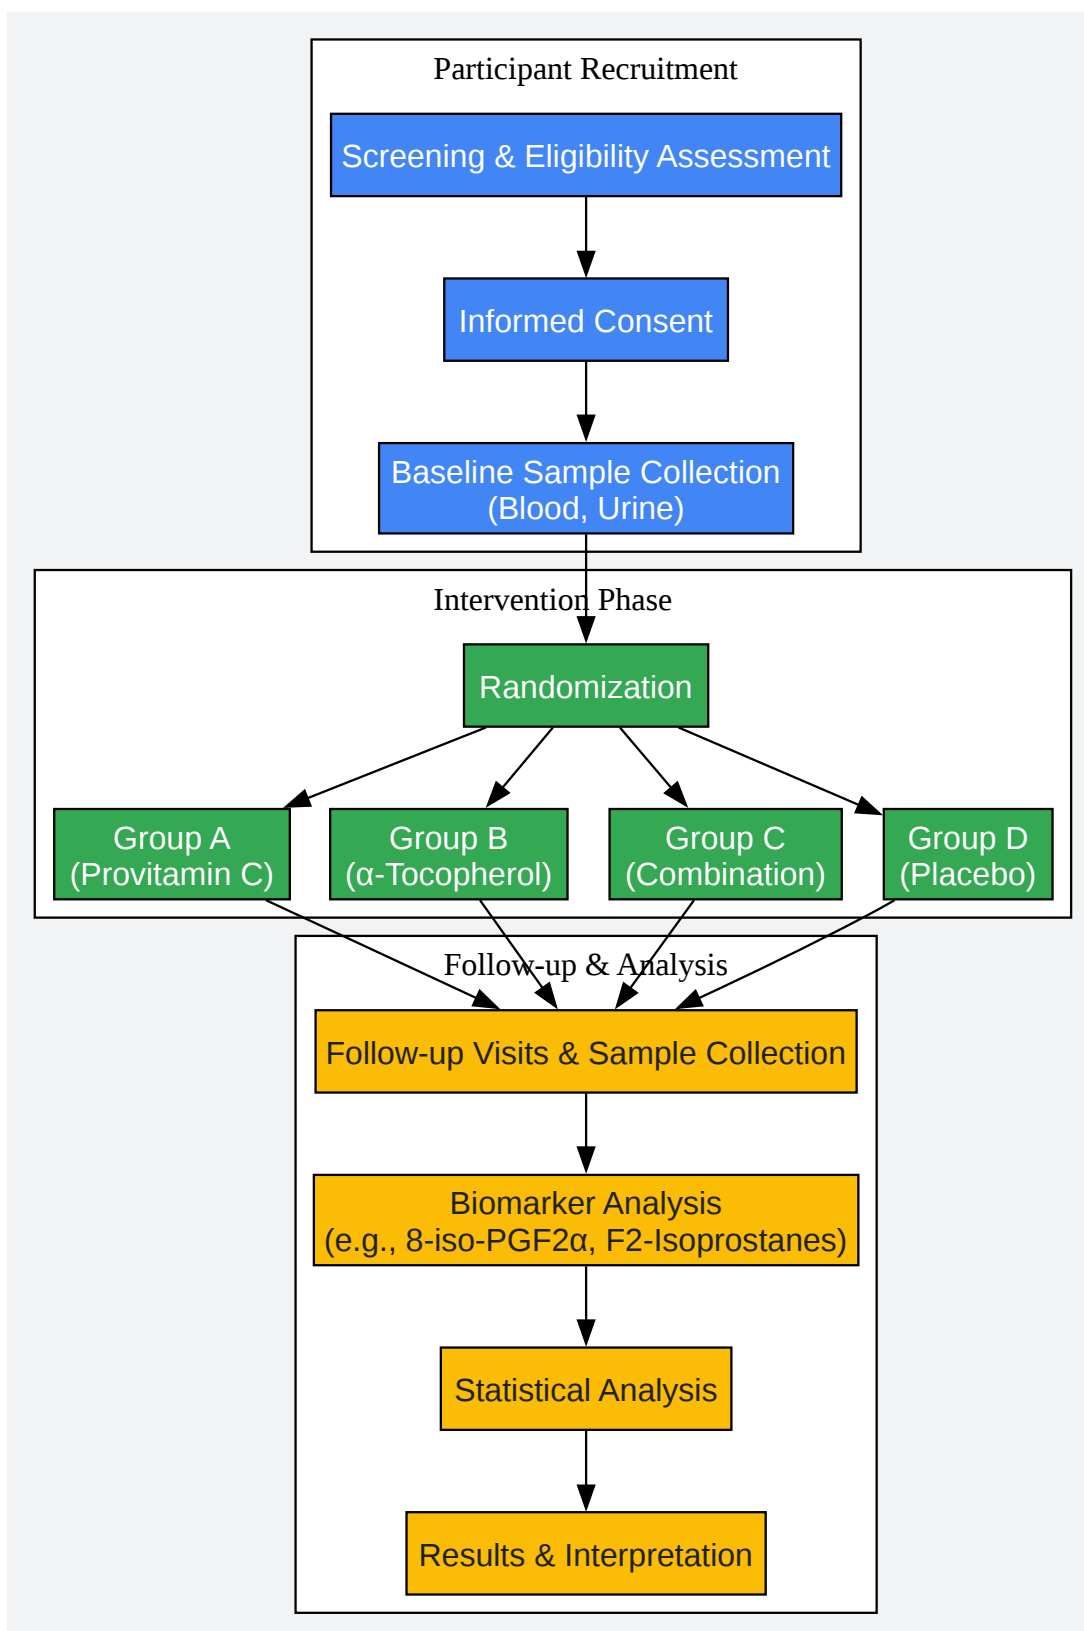 Participant Recruitment
Screening & Eligibility Assessment
Informed Consent
Baseline Sample Collection
(Blood, Urine)
Intervention Phase
Randomization
Group A
(Provitamin C)
Group B
(α-Tocopherol)
Group C
(Combination)
Group D
(Placebo)
Follow-up & Analysis
Follow-up Visits & Sample Collection
Biomarker Analysis
(e.g., 8-iso-PGF2α, F2-Isoprostanes)
Statistical Analysis
Results & Interpretation